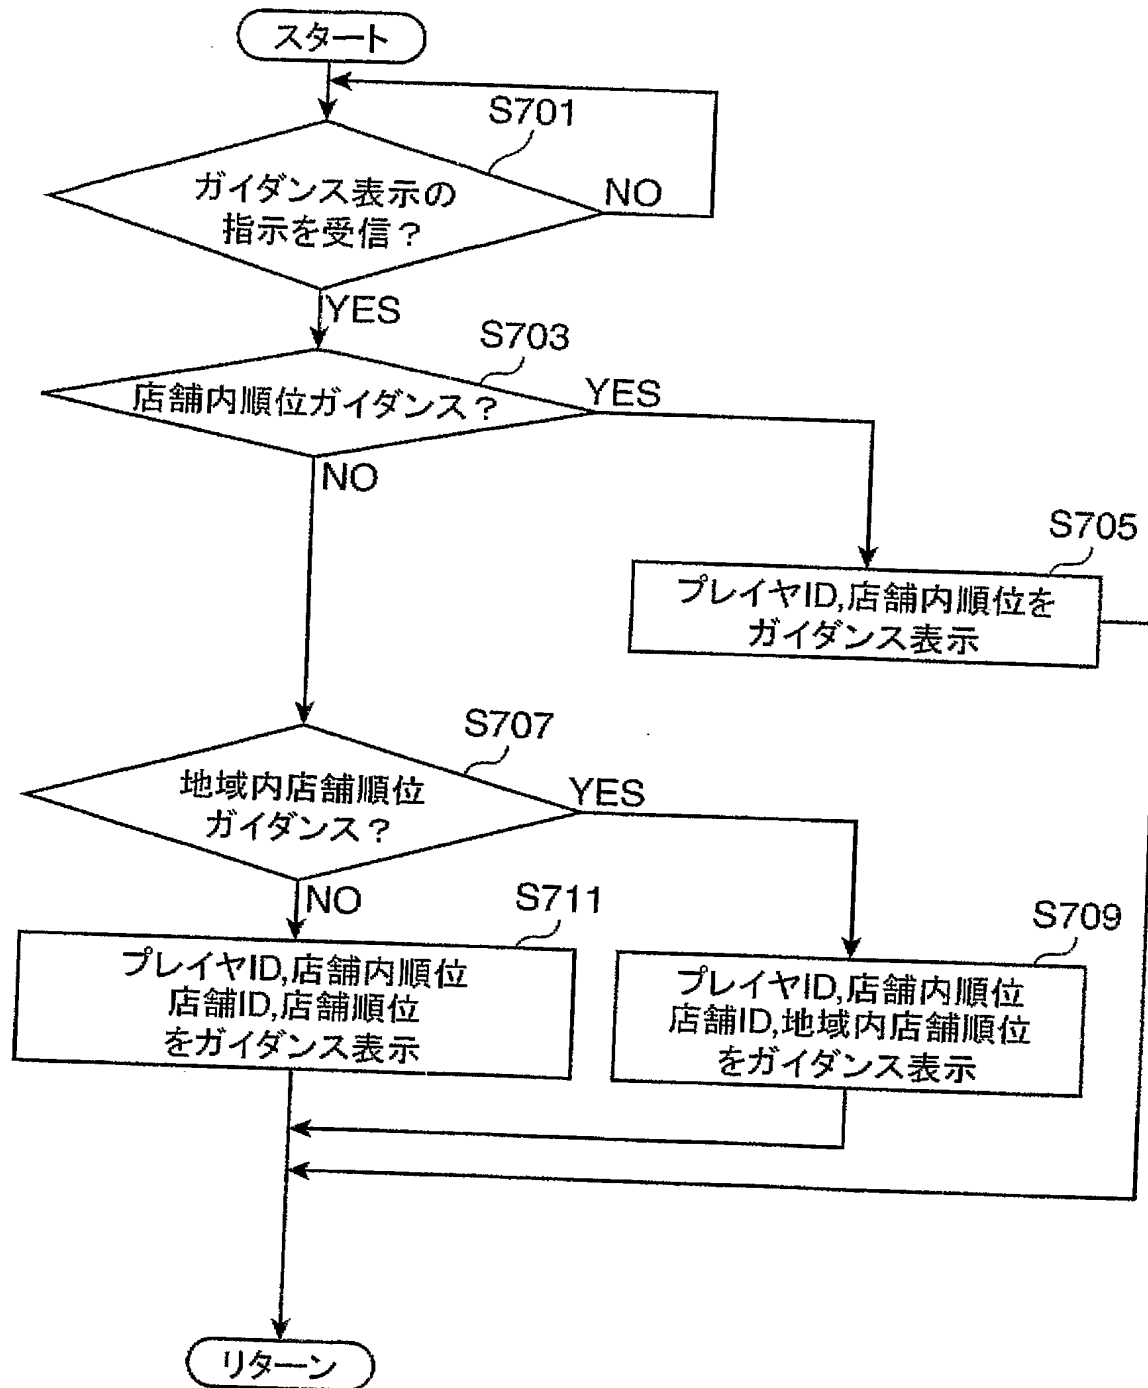 スタート
S701
ガイダンス表示の
指示を受信？
NO
YES
S703
店舗内順位ガイダンス？
YES
NO
S705
プレイヤID,店舗内順位を
ガイダンス表示
S707
地域内店舗順位
ガイダンス？
YES
NO
S711
プレイヤID,店舗内順位
店舗ID,店舗順位
をガイダンス表示
S709
プレイヤID,店舗内順位
店舗ID,地域内店舗順位
をガイダンス表示
リターン